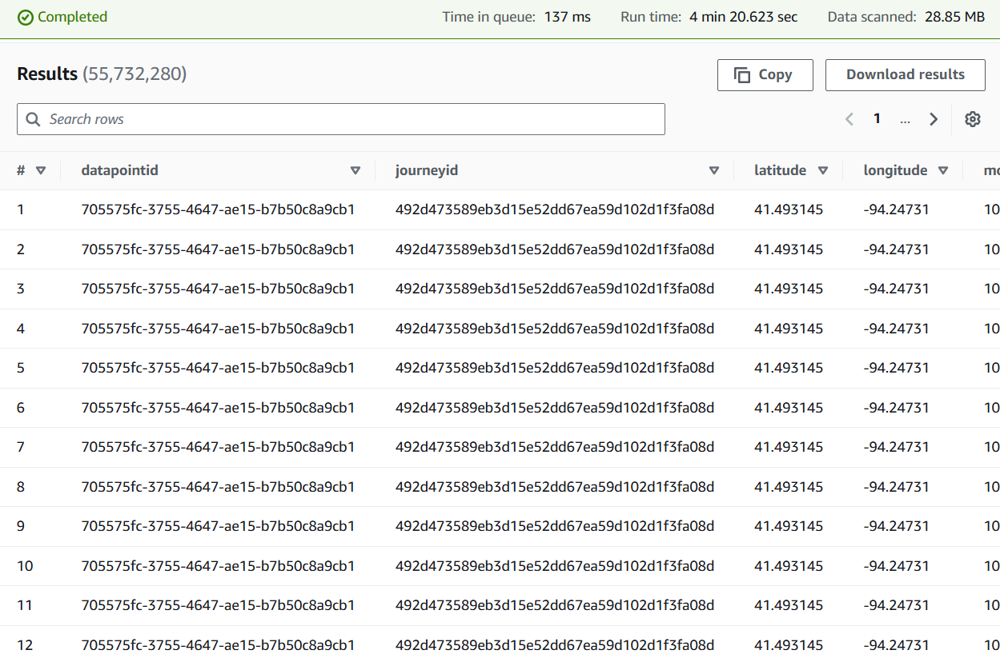 Completed Time in queue: 137 ms Run time: 4 min 20.623 sec Data scanned: 28.85 MB
Results (55,732,280) Copy Download results
Search rows 1 ...
# datapointid journeyid latitude longitude mo
1 705575fc-3755-4647-ae15-b7b50c8a9cb1 492d473589eb3d15e52dd67ea59d102d1f3fa08d 41.493145 -94.24731 10
2 705575fc-3755-4647-ae15-b7b50c8a9cb1 492d473589eb3d15e52dd67ea59d102d1f3fa08d 41.493145 -94.24731 10
3 705575fc-3755-4647-ae15-b7b50c8a9cb1 492d473589eb3d15e52dd67ea59d102d1f3fa08d 41.493145 -94.24731 10
4 705575fc-3755-4647-ae15-b7b50c8a9cb1 492d473589eb3d15e52dd67ea59d102d1f3fa08d 41.493145 -94.24731 10
5 705575fc-3755-4647-ae15-b7b50c8a9cb1 492d473589eb3d15e52dd67ea59d102d1f3fa08d 41.493145 -94.24731 10
6 705575fc-3755-4647-ae15-b7b50c8a9cb1 492d473589eb3d15e52dd67ea59d102d1f3fa08d 41.493145 -94.24731 10
7 705575fc-3755-4647-ae15-b7b50c8a9cb1 492d473589eb3d15e52dd67ea59d102d1f3fa08d 41.493145 -94.24731 10
8 705575fc-3755-4647-ae15-b7b50c8a9cb1 492d473589eb3d15e52dd67ea59d102d1f3fa08d 41.493145 -94.24731 10
9 705575fc-3755-4647-ae15-b7b50c8a9cb1 492d473589eb3d15e52dd67ea59d102d1f3fa08d 41.493145 -94.24731 10
10 705575fc-3755-4647-ae15-b7b50c8a9cb1 492d473589eb3d15e52dd67ea59d102d1f3fa08d 41.493145 -94.24731 10
11 705575fc-3755-4647-ae15-b7b50c8a9cb1 492d473589eb3d15e52dd67ea59d102d1f3fa08d 41.493145 -94.24731 10
12 705575fc-3755-4647-ae15-b7b50c8a9cb1 492d473589eb3d15e52dd67ea59d102d1f3fa08d 41.493145 -94.24731 10